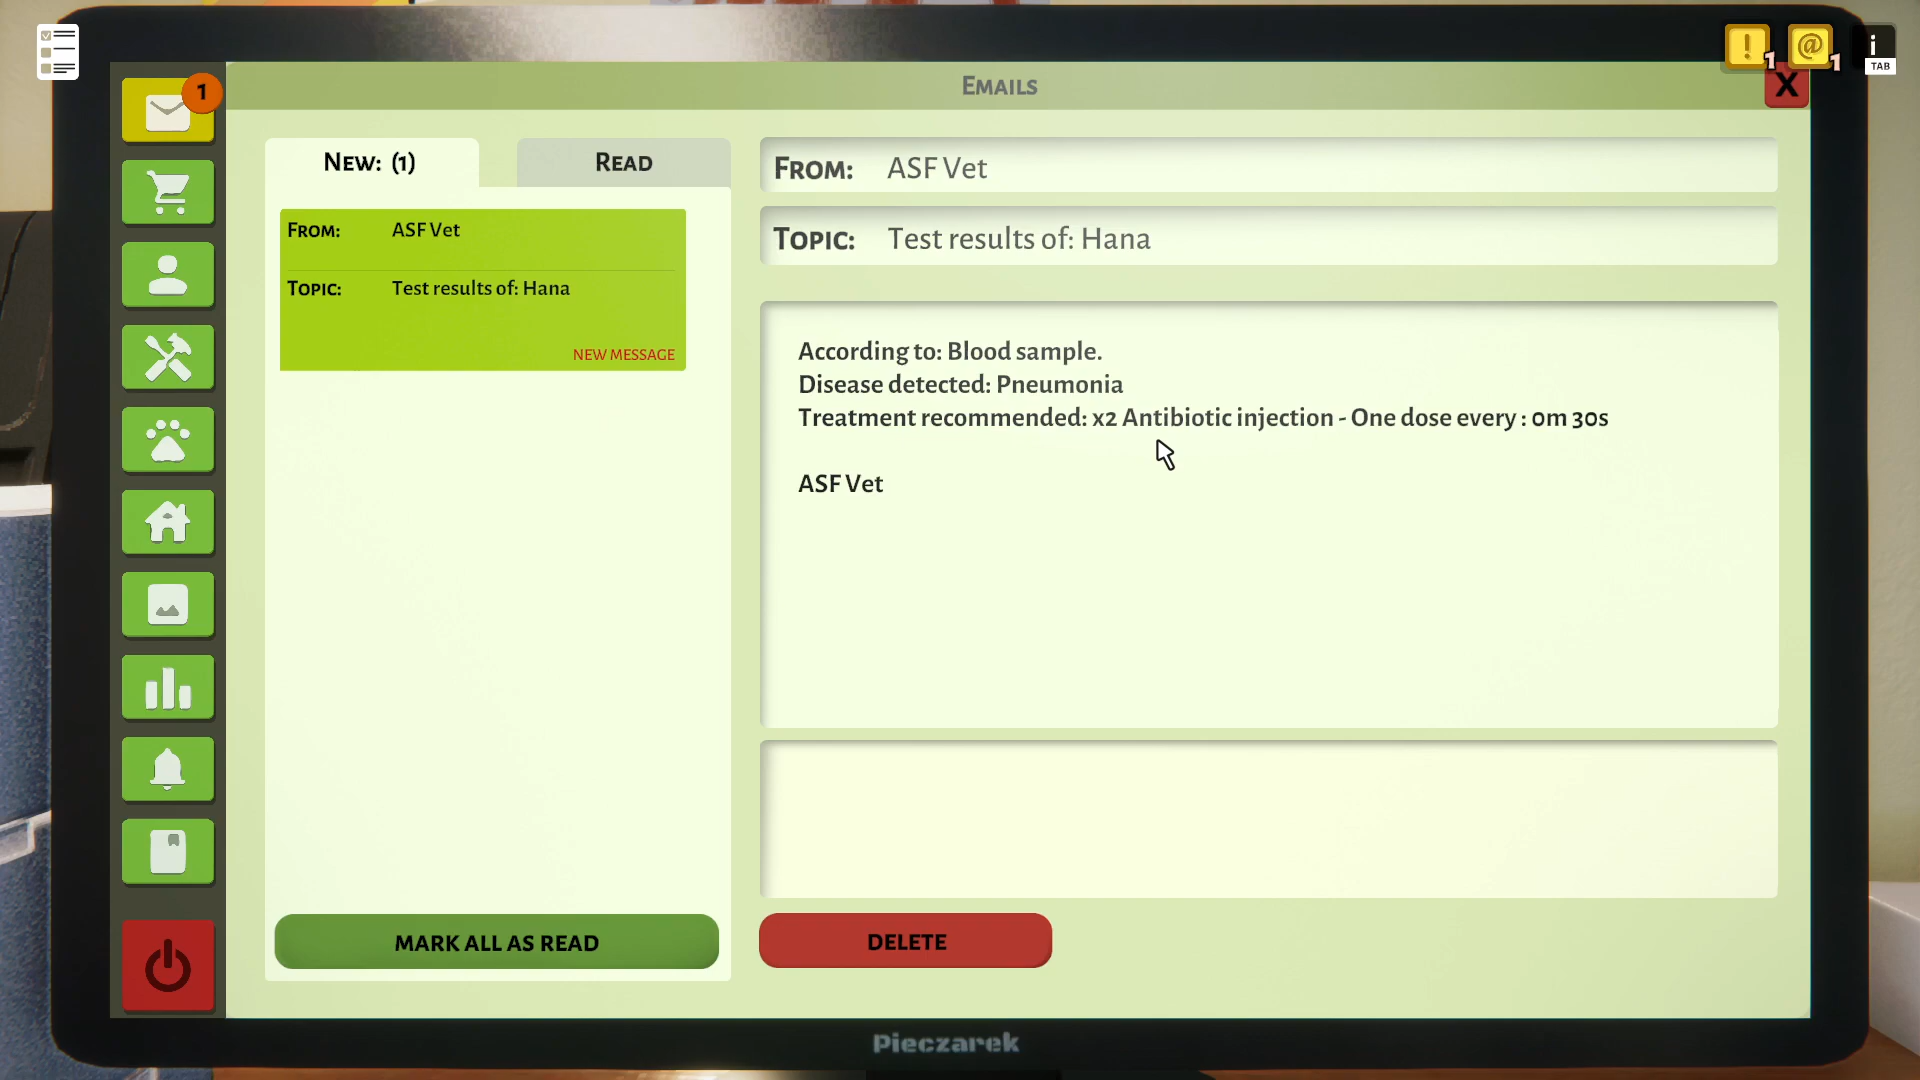 EMAILS
X
1
1
1
i
TAB
!
@
NEW: (1)
READ
FROM: ASF Vet
TOPIC: Test results of: Hana
NEW MESSAGE
MARK ALL AS READ
FROM: ASF Vet
TOPIC: Test results of: Hana
According to: Blood sample.
Disease detected: Pneumonia
Treatment recommended: x2 Antibiotic injection - One dose every : 0m 30s
ASF Vet
DELETE
Pieczarek